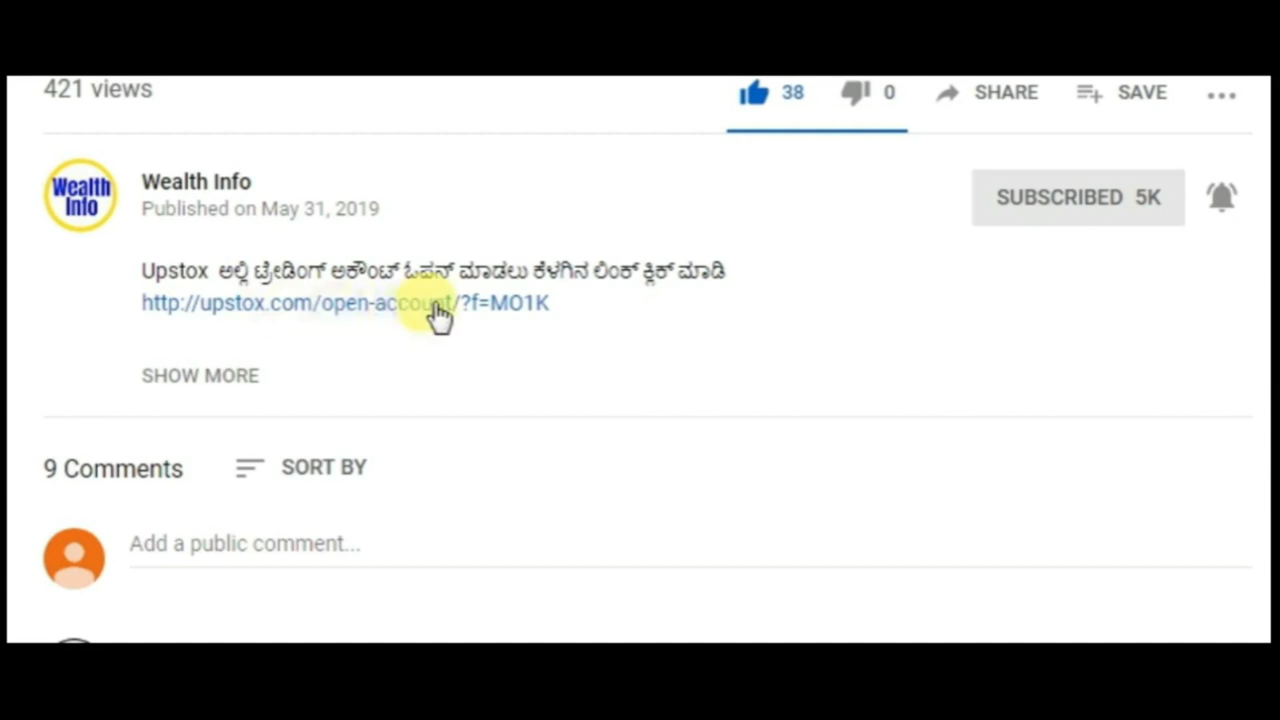 421 views
38
0
SHARE
SAVE
Wealth Info
Wealth Info
Published on May 31, 2019
SUBSCRIBED 5K
Upstox ಅಲ್ಲಿ ಟ್ರೇಡಿಂಗ್ ಅಕೌಂಟ್ ಓಪನ್ ಮಾಡಲು ಕೆಳಗಿನ ಲಿಂಕ್ ಕ್ಲಿಕ್ ಮಾಡಿ
http://upstox.com/open-account/?f=MO1K
SHOW MORE
9 Comments
SORT BY
Add a public comment...